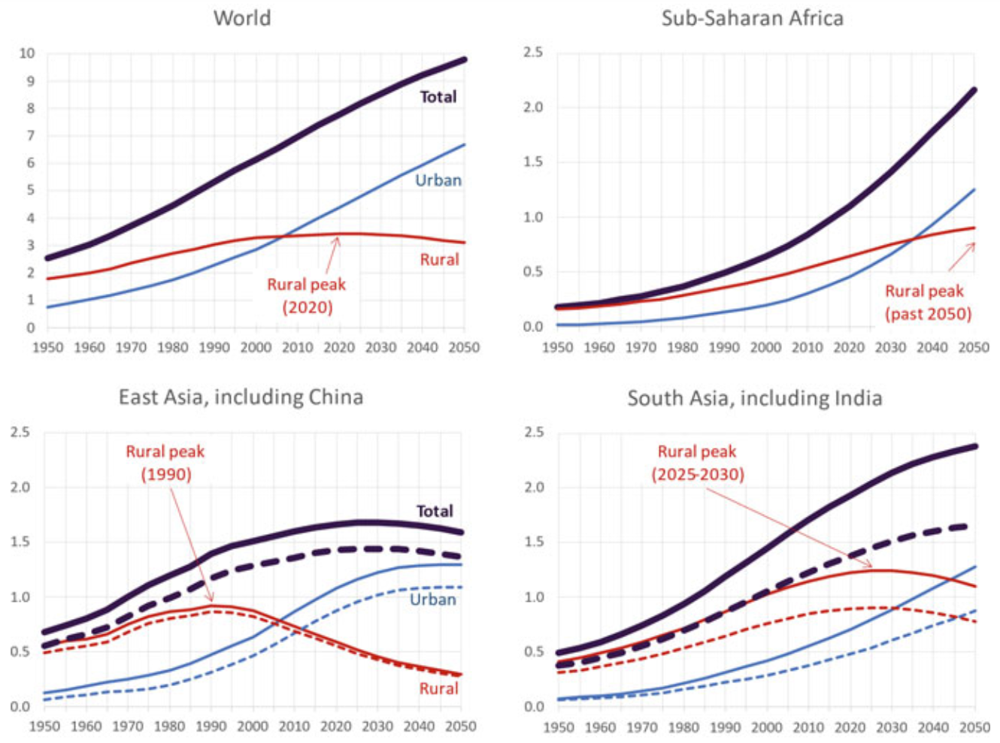 World
10
9
8
7
6
5
4
3
2
1
0
Total
Urban
Rural
Rural peak
(2020)
1950 1960 1970 1980 1990 2000 2010 2020 2030 2040 2050
Sub-Saharan Africa
2.5
2.0
1.5
1.0
0.5
0.0
Rural peak
(past 2050)
1950 1960 1970 1980 1990 2000 2010 2020 2030 2040 2050
East Asia, including China
2.5
2.0
1.5
1.0
0.5
0.0
Rural peak
(1990)
Total
Urban
Rural
1950 1960 1970 1980 1990 2000 2010 2020 2030 2040 2050
South Asia, including India
2.5
2.0
1.5
1.0
0.5
0.0
Rural peak
(2025-2030)
1950 1960 1970 1980 1990 2000 2010 2020 2030 2040 2050